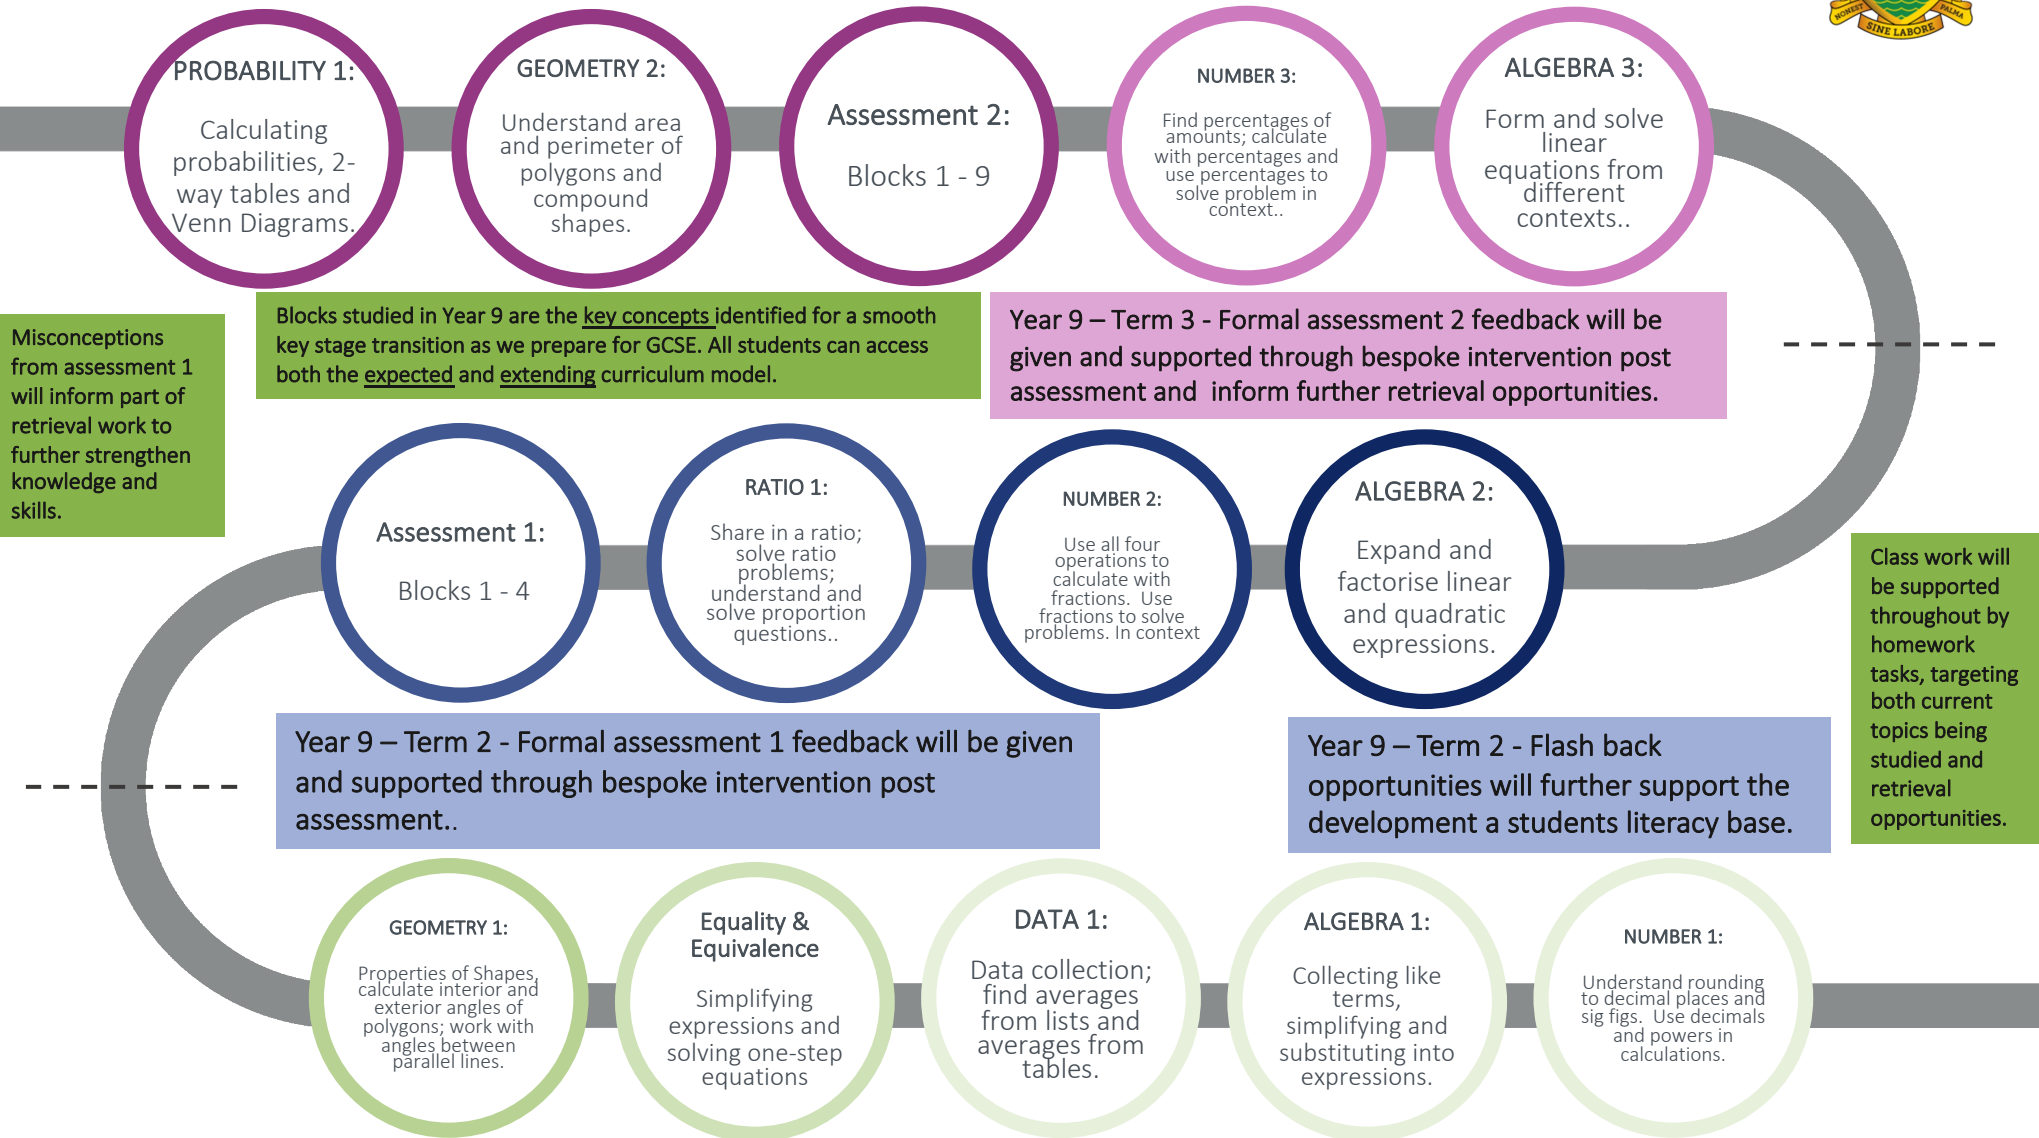 NON EST
PALMA
SINE LABORE
PROBABILITY 1:
Calculating
probabilities, 2-
way tables and
Venn Diagrams.
GEOMETRY 2:
Understand area
and perimeter of
polygons and
compound
shapes.
Assessment 2:
Blocks 1 - 9
NUMBER 3:
Find percentages of
amounts; calculate
with percentages and
use percentages to
solve problem in
context..
ALGEBRA 3:
Form and solve
linear
equations from
different
contexts..
Misconceptions
from assessment 1
will inform part of
retrieval work to
further strengthen
knowledge and
skills.
Blocks studied in Year 9 are the key concepts identified for a smooth
key stage transition as we prepare for GCSE. All students can access
both the expected and extending curriculum model.
Year 9 – Term 3 - Formal assessment 2 feedback will be
given and supported through bespoke intervention post
assessment and  inform further retrieval opportunities.
Assessment 1:
Blocks 1 - 4
RATIO 1:
Share in a ratio;
solve ratio
problems;
understand and
solve proportion
questions..
NUMBER 2:
Use all four
operations to
calculate with
fractions.  Use
fractions to solve
problems. In context
ALGEBRA 2:
Expand and
factorise linear
and quadratic
expressions.
Class work will
be supported
throughout by
homework
tasks, targeting
both current
topics being
studied and
retrieval
opportunities.
Year 9 – Term 2 - Formal assessment 1 feedback will be given
and supported through bespoke intervention post
assessment..
Year 9 – Term 2 - Flash back
opportunities will further support the
development a students literacy base.
GEOMETRY 1:
Properties of Shapes,
calculate interior and
exterior angles of
polygons; work with
angles between
parallel lines.
Equality &
Equivalence
Simplifying
expressions and
solving one-step
equations
DATA 1:
Data collection;
find averages
from lists and
averages from
tables.
ALGEBRA 1:
Collecting like
terms,
simplifying and
substituting into
expressions.
NUMBER 1:
Understand rounding
to decimal places and
sig figs.  Use decimals
and powers in
calculations.